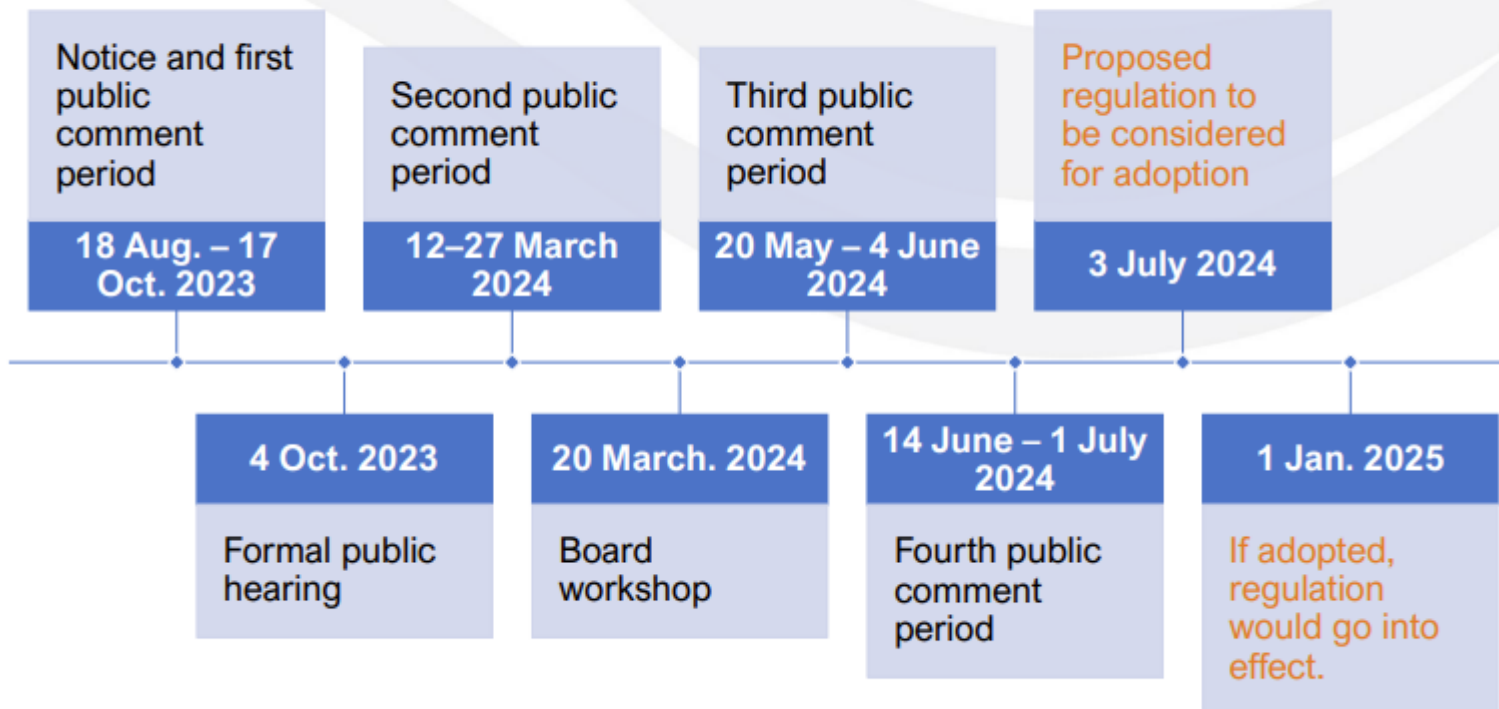 Notice and first
public
comment
period
18 Aug. – 17
Oct. 2023
4 Oct. 2023
Formal public
hearing
Second public
comment
period
12–27 March
2024
20 March. 2024
Board
workshop
Third public
comment
period
20 May – 4 June
2024
14 June – 1 July
2024
Fourth public
comment
period
Proposed
regulation to
be considered
for adoption
3 July 2024
1 Jan. 2025
If adopted,
regulation
would go into
effect.